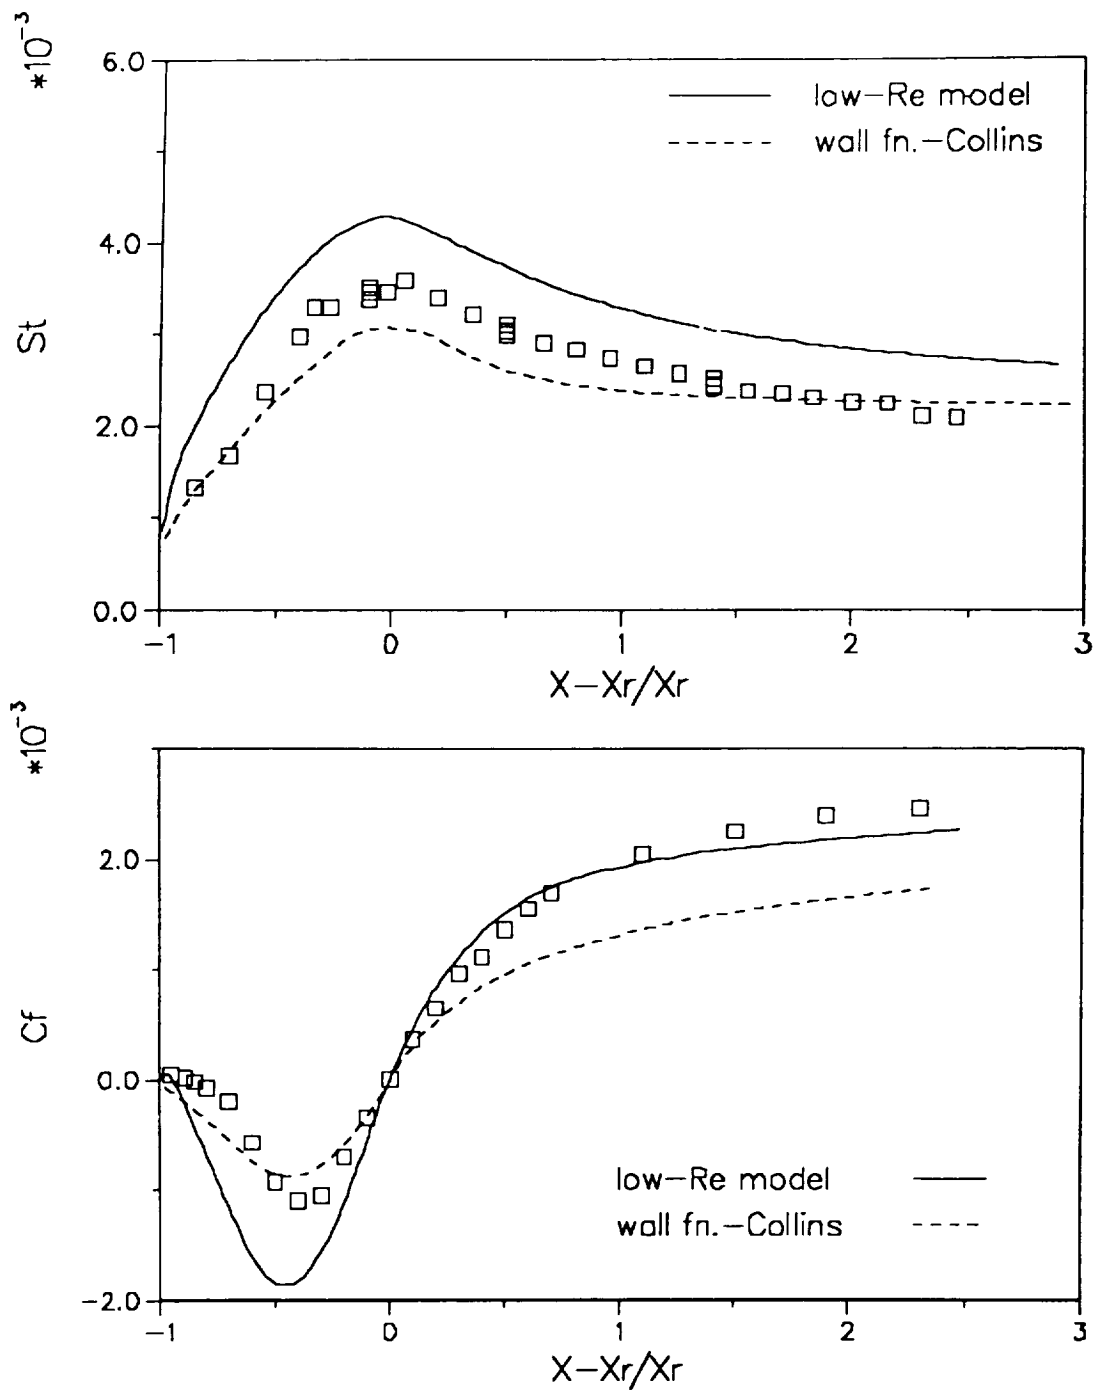 *10⁻³
6.0
low-Re model
wall fn.-Collins
4.0
St
2.0
0.0
-1 0 1 2 3
X-Xr/Xr
*10⁻³
2.0
Cf
0.0
low-Re model
wall fn.-Collins
-2.0
-1 0 1 2 3
X-Xr/Xr